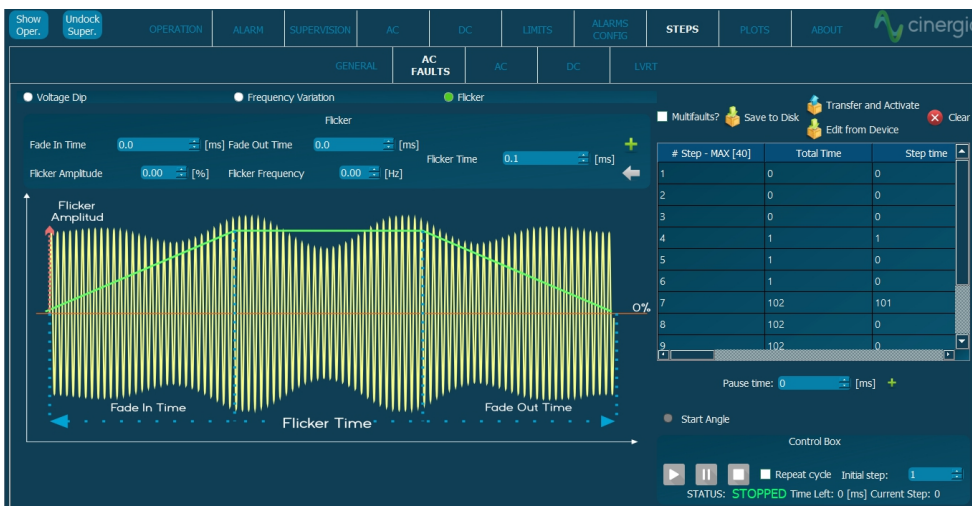 Show Oper.
Undock Super.
OPERATION
ALARM
SUPERVISION
AC
DC
LIMITS
ALARMS CONFIG
STEPS
PLOTS
ABOUT
GENERAL
AC FAULTS
AC
DC
LVRT
Voltage Dip
Frequency Variation
Flicker
Flicker
Fade In Time 0.0 [ms] Fade Out Time 0.0 [ms]
Flicker Time 0.1 [ms]
Flicker Amplitude 0.00 [%] Flicker Frequency 0.00 [Hz]
Flicker
Amplitud
0%
Fade In Time
Fade Out Time
Flicker Time
Multifaults?
Save to Disk
Transfer and Activate
Edit from Device
Clear
# Step - MAX [40] Total Time Step time
1 0 0
2 0 0
3 0 0
4 1 1
5 1 0
6 1 0
7 102 101
8 102 0
9 102 0
Pause time: 0 [ms]
Start Angle
Control Box
Repeat cycle Initial step: 1
STATUS: STOPPED Time Left: 0 [ms] Current Step: 0